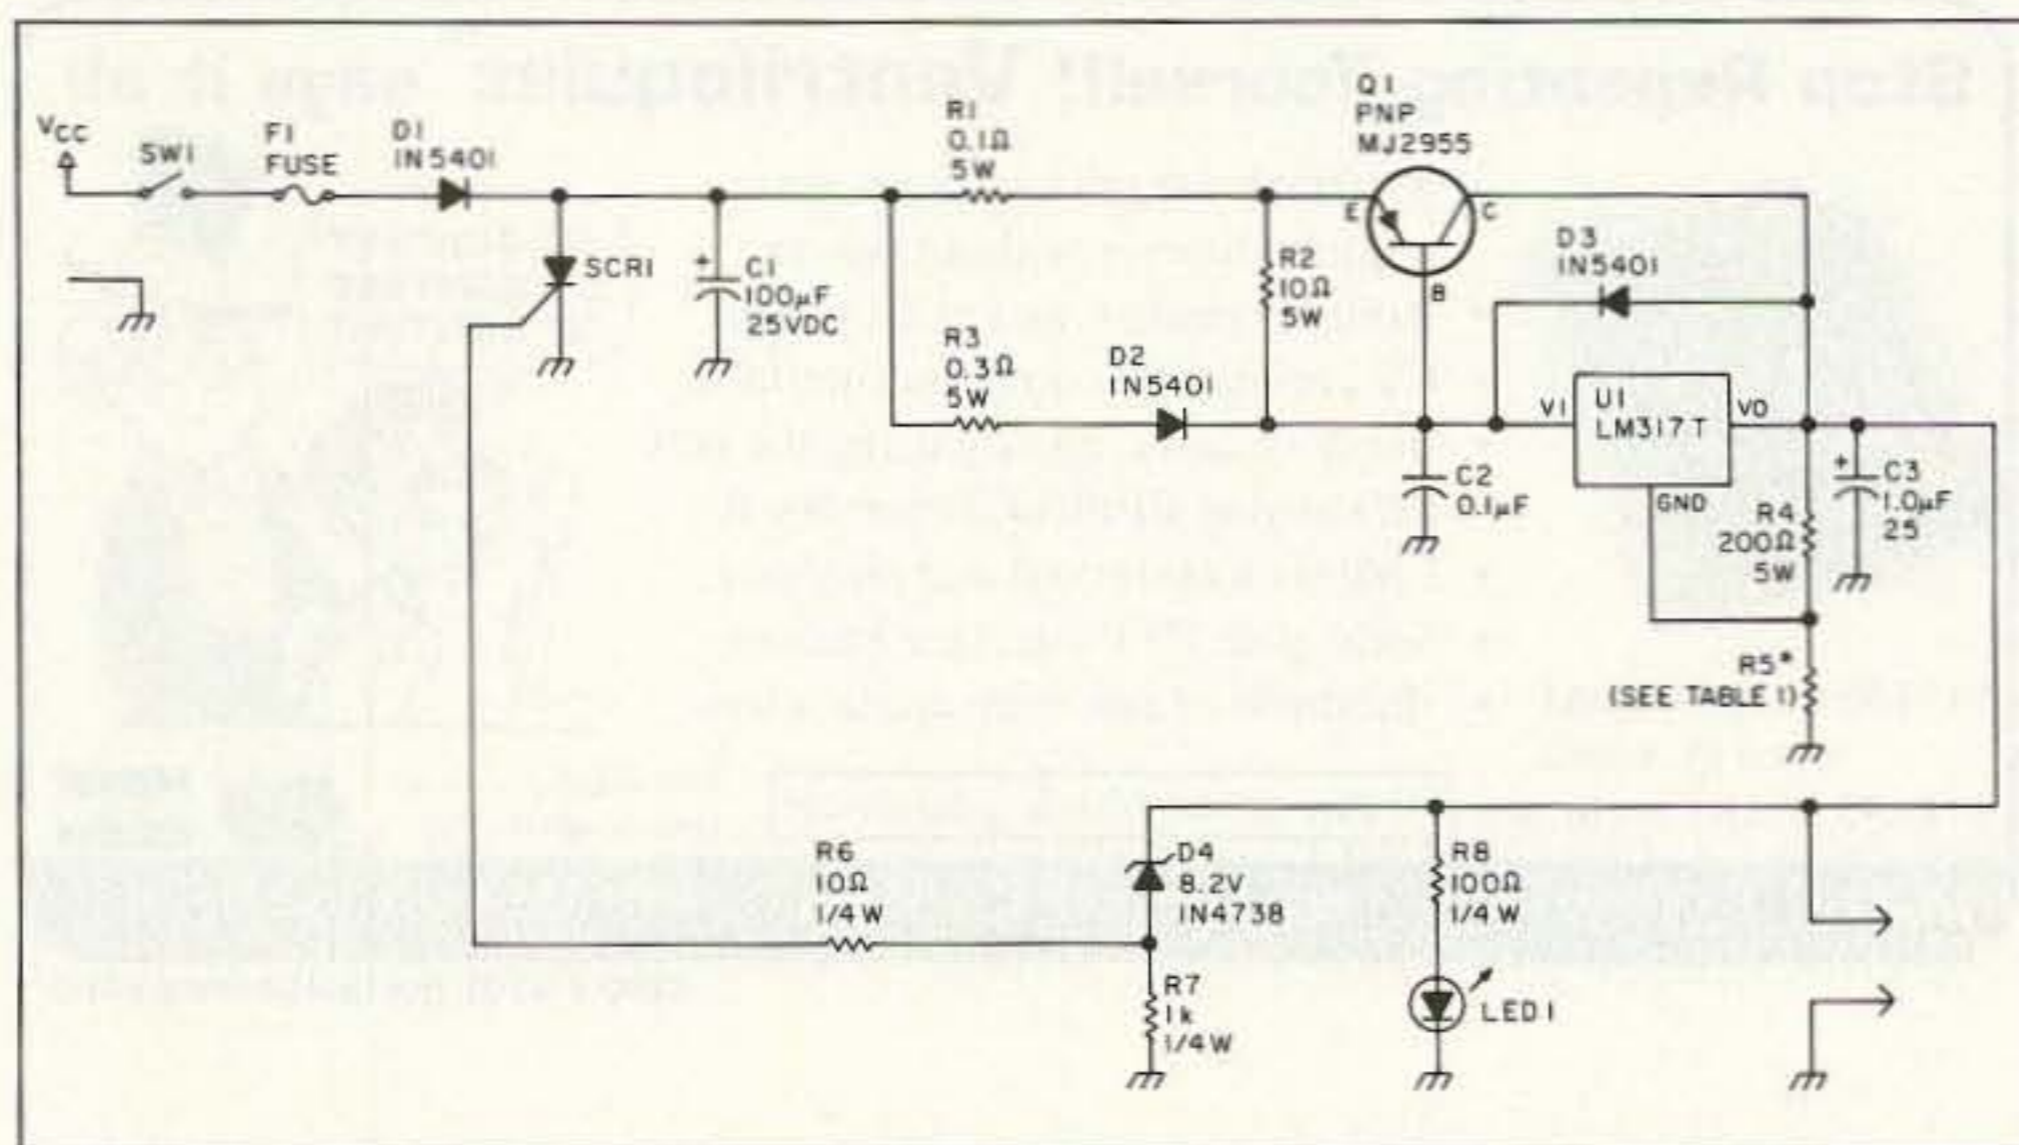 VCC
SW1
F1
FUSE
D1
1N5401
SCR1
+
C1
100µF
25VDC
R1
0.1Ω
5W
R3
0.3Ω
5W
D2
1N5401
R2
10Ω
5W
Q1
PNP
MJ2955
E
C
B
D3
1N5401
C2
0.1µF
VI
U1
LM317T
VO
GND
R4
200Ω
5W
+
C3
1.0µF
25
R5*
(SEE TABLE 1)
R6
10Ω
1/4W
D4
8.2V
1N4738
R7
1k
1/4W
R8
100Ω
1/4W
LED1